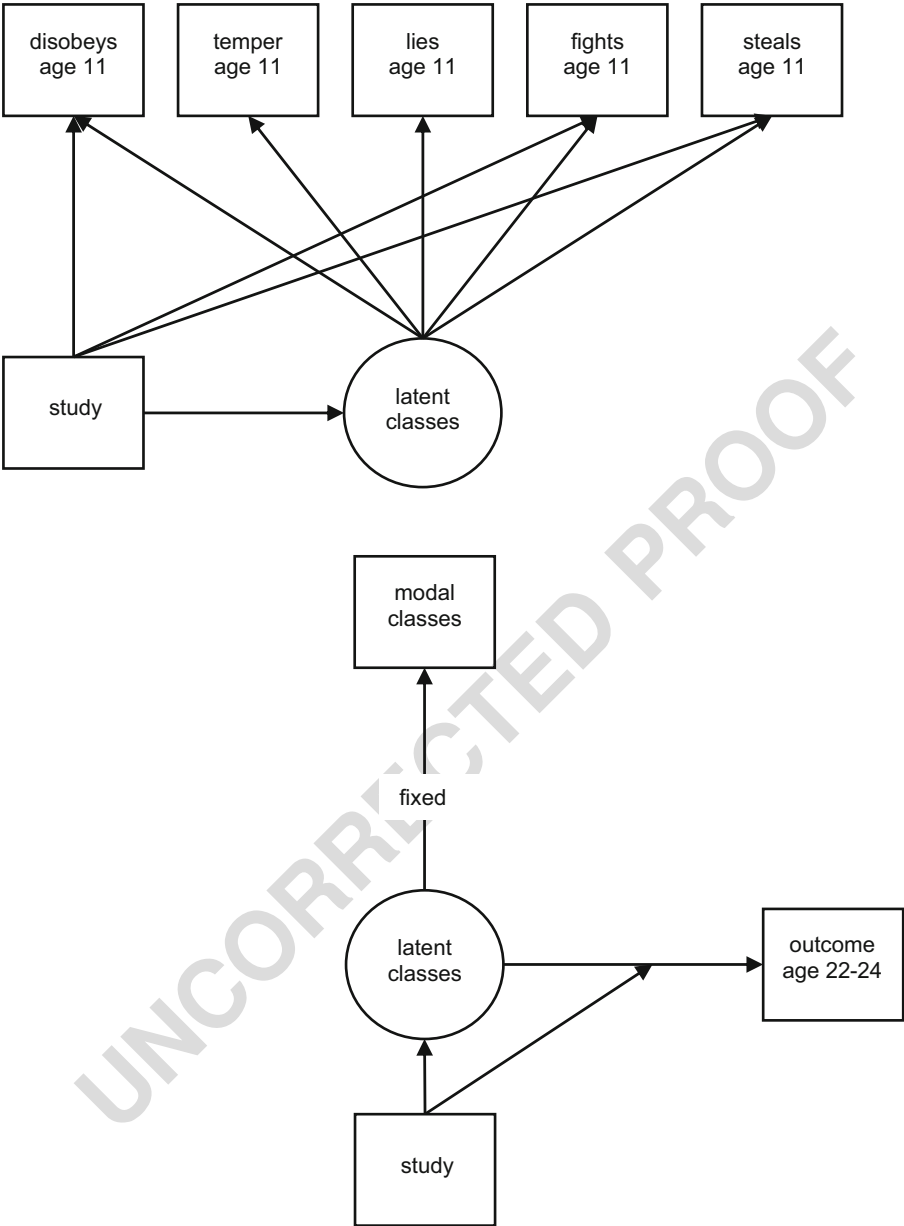 disobeys
age 11
temper
age 11
lies
age 11
fights
age 11
steals
age 11
study
latent
classes
modal
classes
fixed
latent
classes
outcome
age 22-24
study
UNCORRECTED PROOF